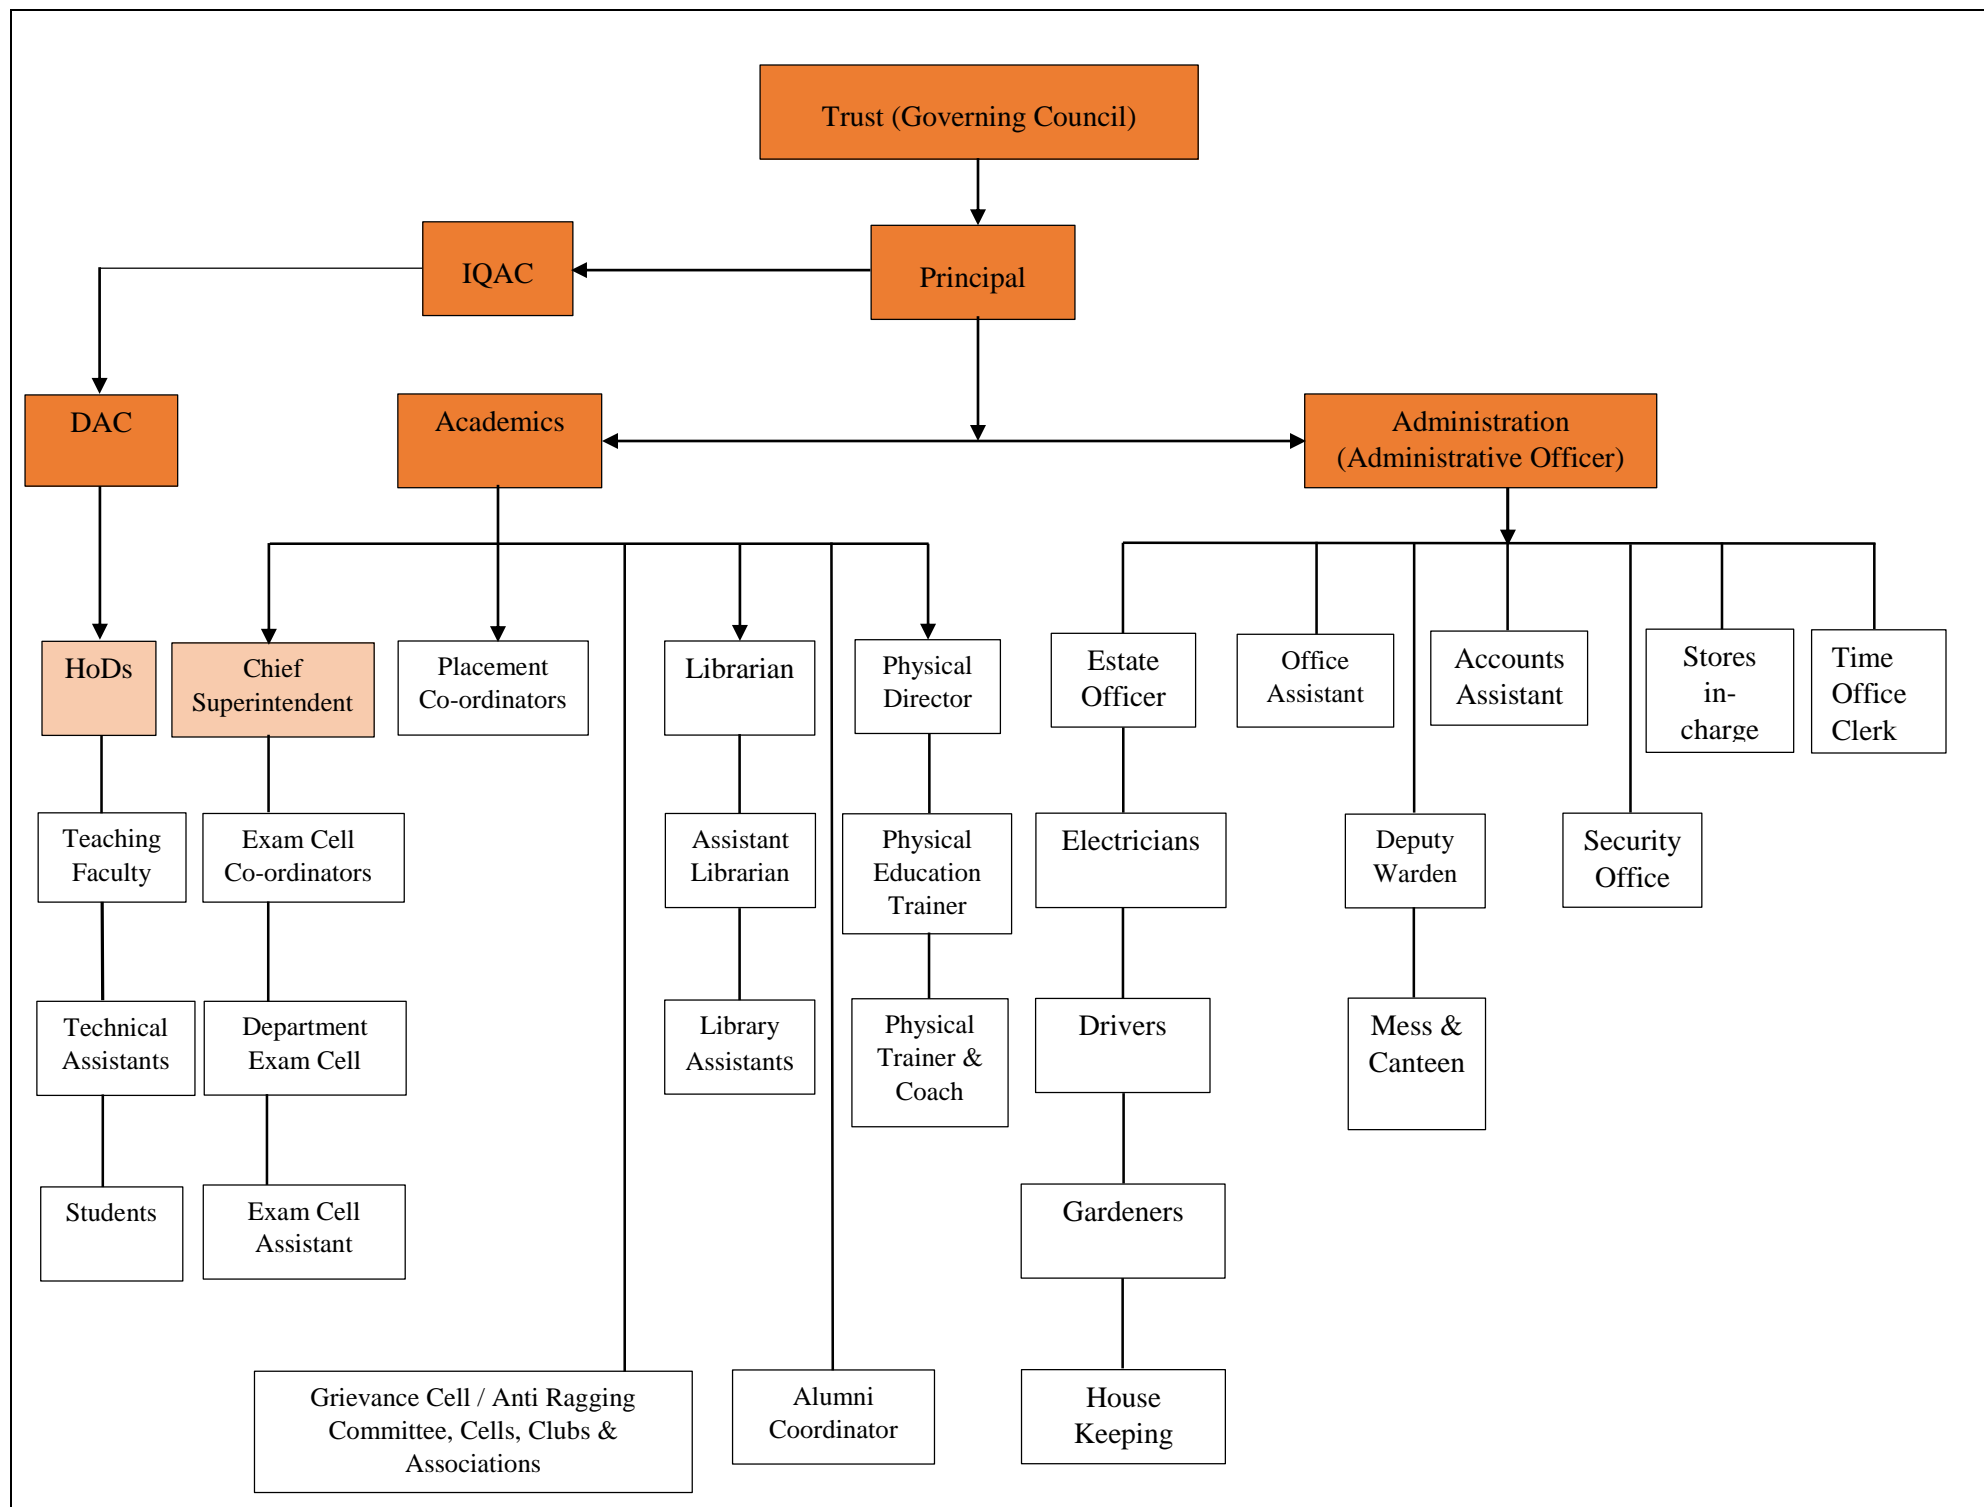 Trust (Governing Council)
IQAC
Principal
DAC
Academics
Administration
(Administrative Officer)
HoDs
Chief
Superintendent
Placement
Co-ordinators
Librarian
Physical
Director
Estate
Officer
Office
Assistant
Accounts
Assistant
Stores
in-
charge
Time
Office
Clerk
Teaching
Faculty
Exam Cell
Co-ordinators
Assistant
Librarian
Physical
Education
Trainer
Electricians
Deputy
Warden
Security
Office
Technical
Assistants
Department
Exam Cell
Library
Assistants
Physical
Trainer &
Coach
Drivers
Mess &
Canteen
Students
Exam Cell
Assistant
Gardeners
Grievance Cell / Anti Ragging
Committee, Cells, Clubs &
Associations
Alumni
Coordinator
House
Keeping